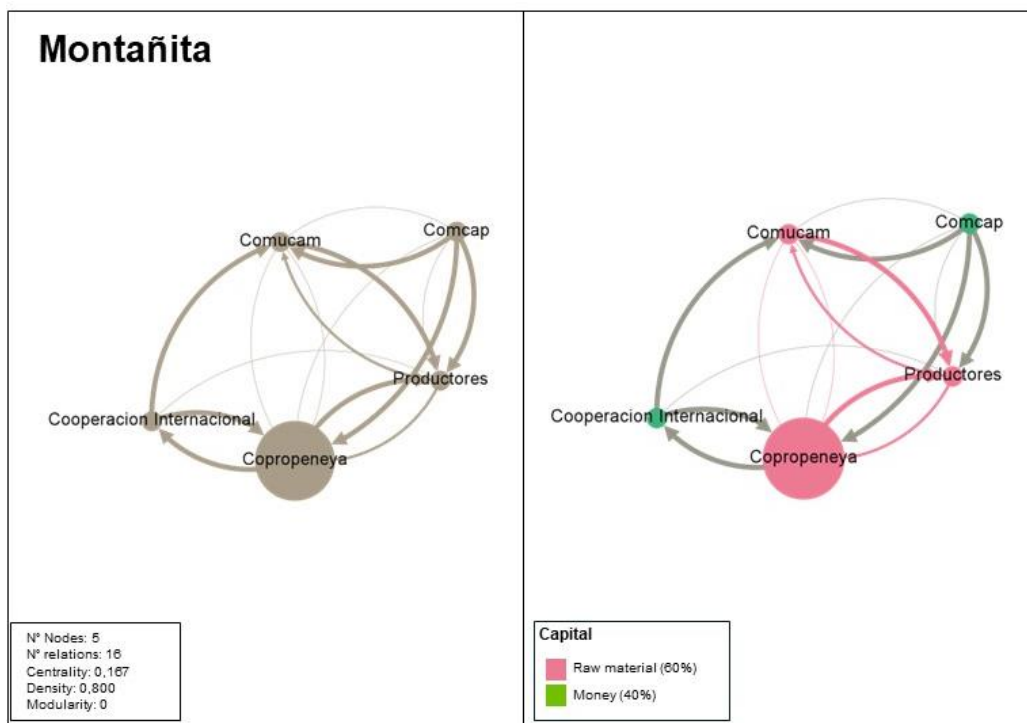 Montañita
Comucam
Comcap
Productores
Cooperacion Internacional
Copropeneya
N° Nodes: 5
N° relations: 16
Centrality: 0,167
Density: 0,800
Modularity: 0
Comucam
Comcap
Productores
Cooperacion Internacional
Copropeneya
Capital
Raw material (60%)
Money (40%)